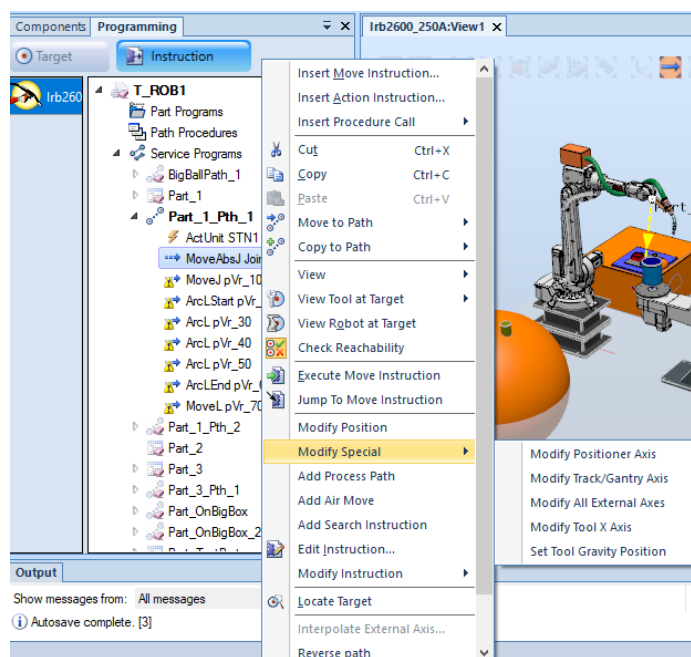 Components Programming
Irb2600_250A:View1
Target Instruction
Irb260
T_ROB1
Part Programs
Path Procedures
Service Programs
BigBallPath_1
Part_1
Part_1_Pth_1
ActUnit STN1
MoveAbsJ Join
MoveJ pVr_10
ArcLStart pVr_
ArcL pVr_30
ArcL pVr_40
ArcL pVr_50
ArcLEnd pVr_
MoveL pVr_70
Part_1_Pth_2
Part_2
Part_3
Part_3_Pth_1
Part_OnBigBox
Part_OnBigBox_2
Insert Move Instruction...
Insert Action Instruction...
Insert Procedure Call
Cut Ctrl+X
Copy Ctrl+C
Paste Ctrl+V
Move to Path
Copy to Path
View
View Tool at Target
View Robot at Target
Check Reachability
Execute Move Instruction
Jump To Move Instruction
Modify Position
Modify Special
Add Process Path
Add Air Move
Add Search Instruction
Edit Instruction...
Modify Instruction
Locate Target
Interpolate External Axis...
Reverse path
Modify Positioner Axis
Modify Track/Gantry Axis
Modify All External Axes
Modify Tool X Axis
Set Tool Gravity Position
Output
Show messages from: All messages
Autosave complete. [3]